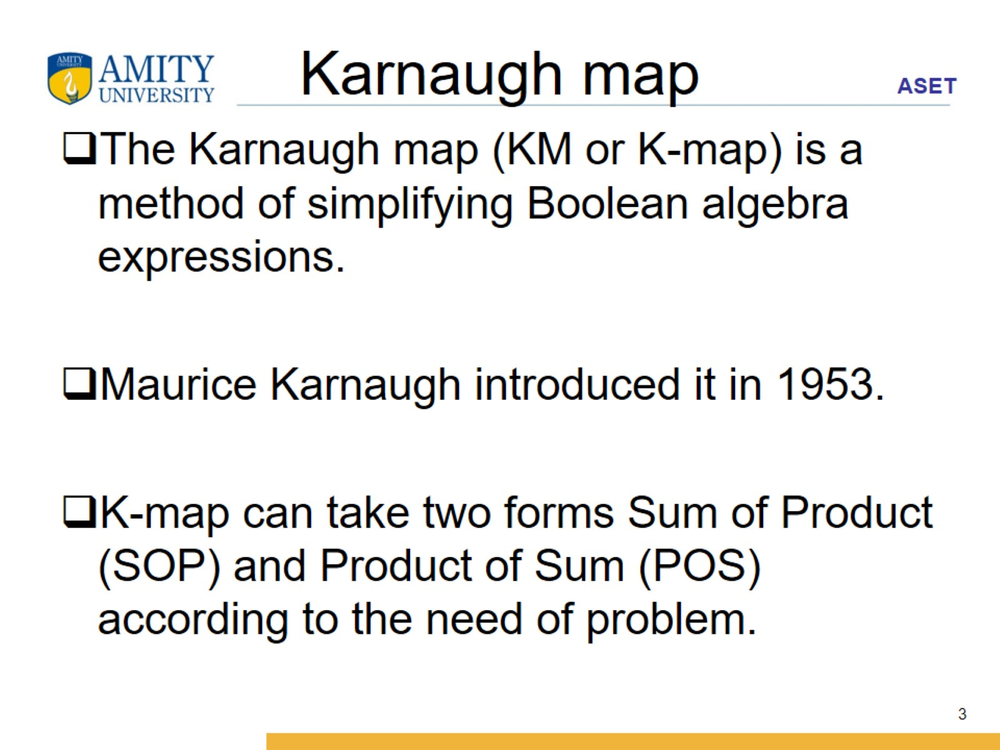 AMITY
UNIVERSITY
AMITY
UNIVERSITY
Karnaugh map
ASET
❑The Karnaugh map (KM or K-map) is a
method of simplifying Boolean algebra
expressions.
❑Maurice Karnaugh introduced it in 1953.
❑K-map can take two forms Sum of Product
(SOP) and Product of Sum (POS)
according to the need of problem.
3